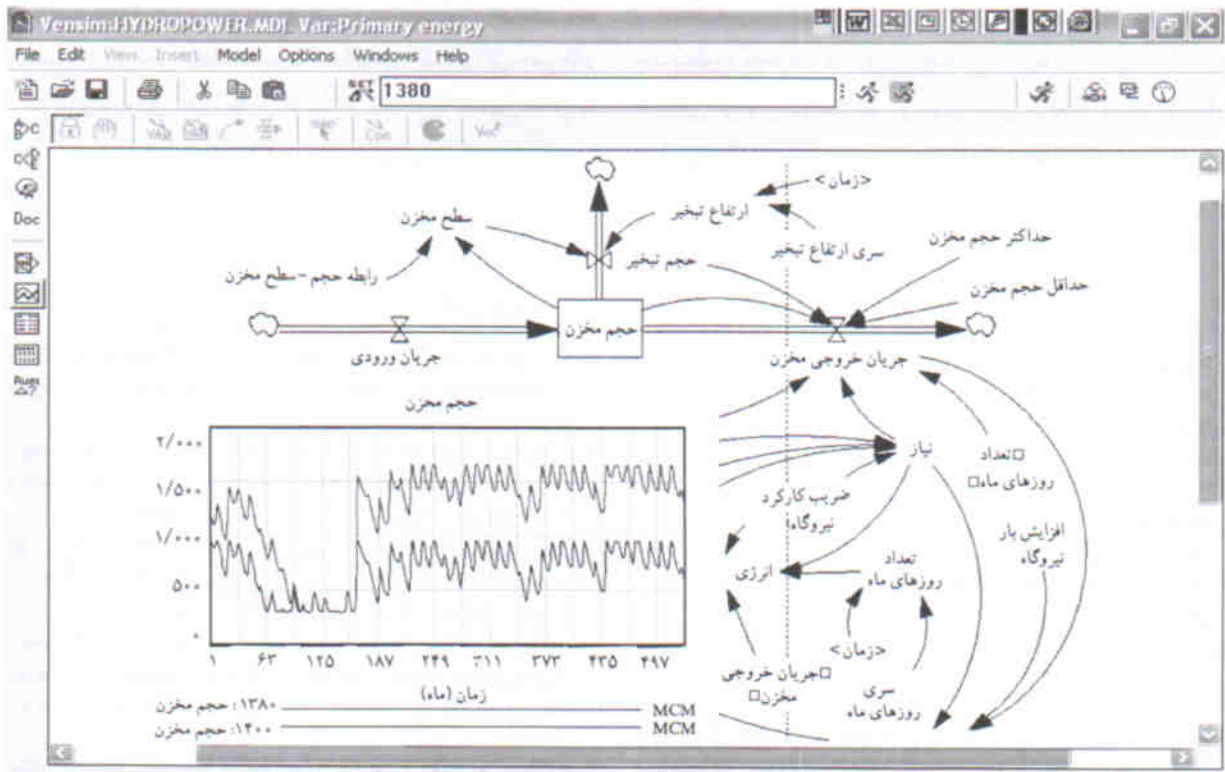 Vensim:HYDROPOWER.MDL Var:Primary energy
File Edit View Insert Model Options Windows Help
SET 1380
Doc
Runs
<زمان>
ارتفاع تبخیر
سطح مخزن
سری ارتفاع تبخیر
حداکثر حجم مخزن
حجم تبخیر
رابطه حجم-سطح مخزن
حداقل حجم مخزن
حجم مخزن
جریان ورودی
جریان خروجی مخزن
حجم مخزن
۲/۰۰۰
۱/۵۰۰
۱/۰۰۰
۵۰۰
۰
۱ ۶۳ ۱۲۵ ۱۸۷ ۲۴۹ ۳۱۱ ۳۷۳ ۴۳۵ ۴۹۷
زمان (ماه)
حجم مخزن :۱۳۸۰ MCM
حجم مخزن :۱۴۰۰ MCM
نیاز
□تعداد
روزهای ماه□
ضریب کارکرد
نیروگاه
افزایش بار
نیروگاه
انرژی
تعداد
روزهای ماه
<زمان>
□جریان خروجی
مخزن□
سری
روزهای ماه